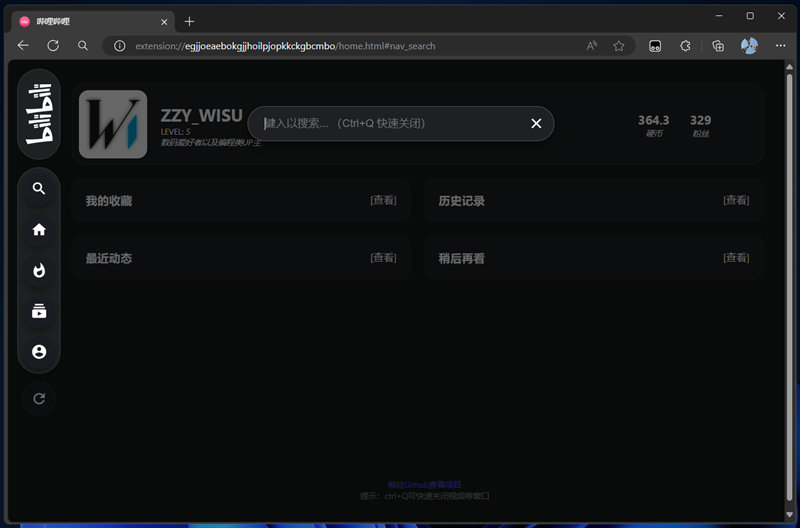 哔哩哔哩
extension://egjjoeaebokgjjhoilpjopkkckgbcmbo/home.html#nav_search
bilibili
ZZY_WISU
键入以搜索... （Ctrl+Q 快速关闭）
364.3
329
LEVEL: 5
硬币
粉丝
数码爱好者以及编程类UP主
我的收藏
[查看]
历史记录
[查看]
最近动态
[查看]
稍后再看
[查看]
前往Github查看项目
提示：ctrl+Q可快速关闭视频等窗口